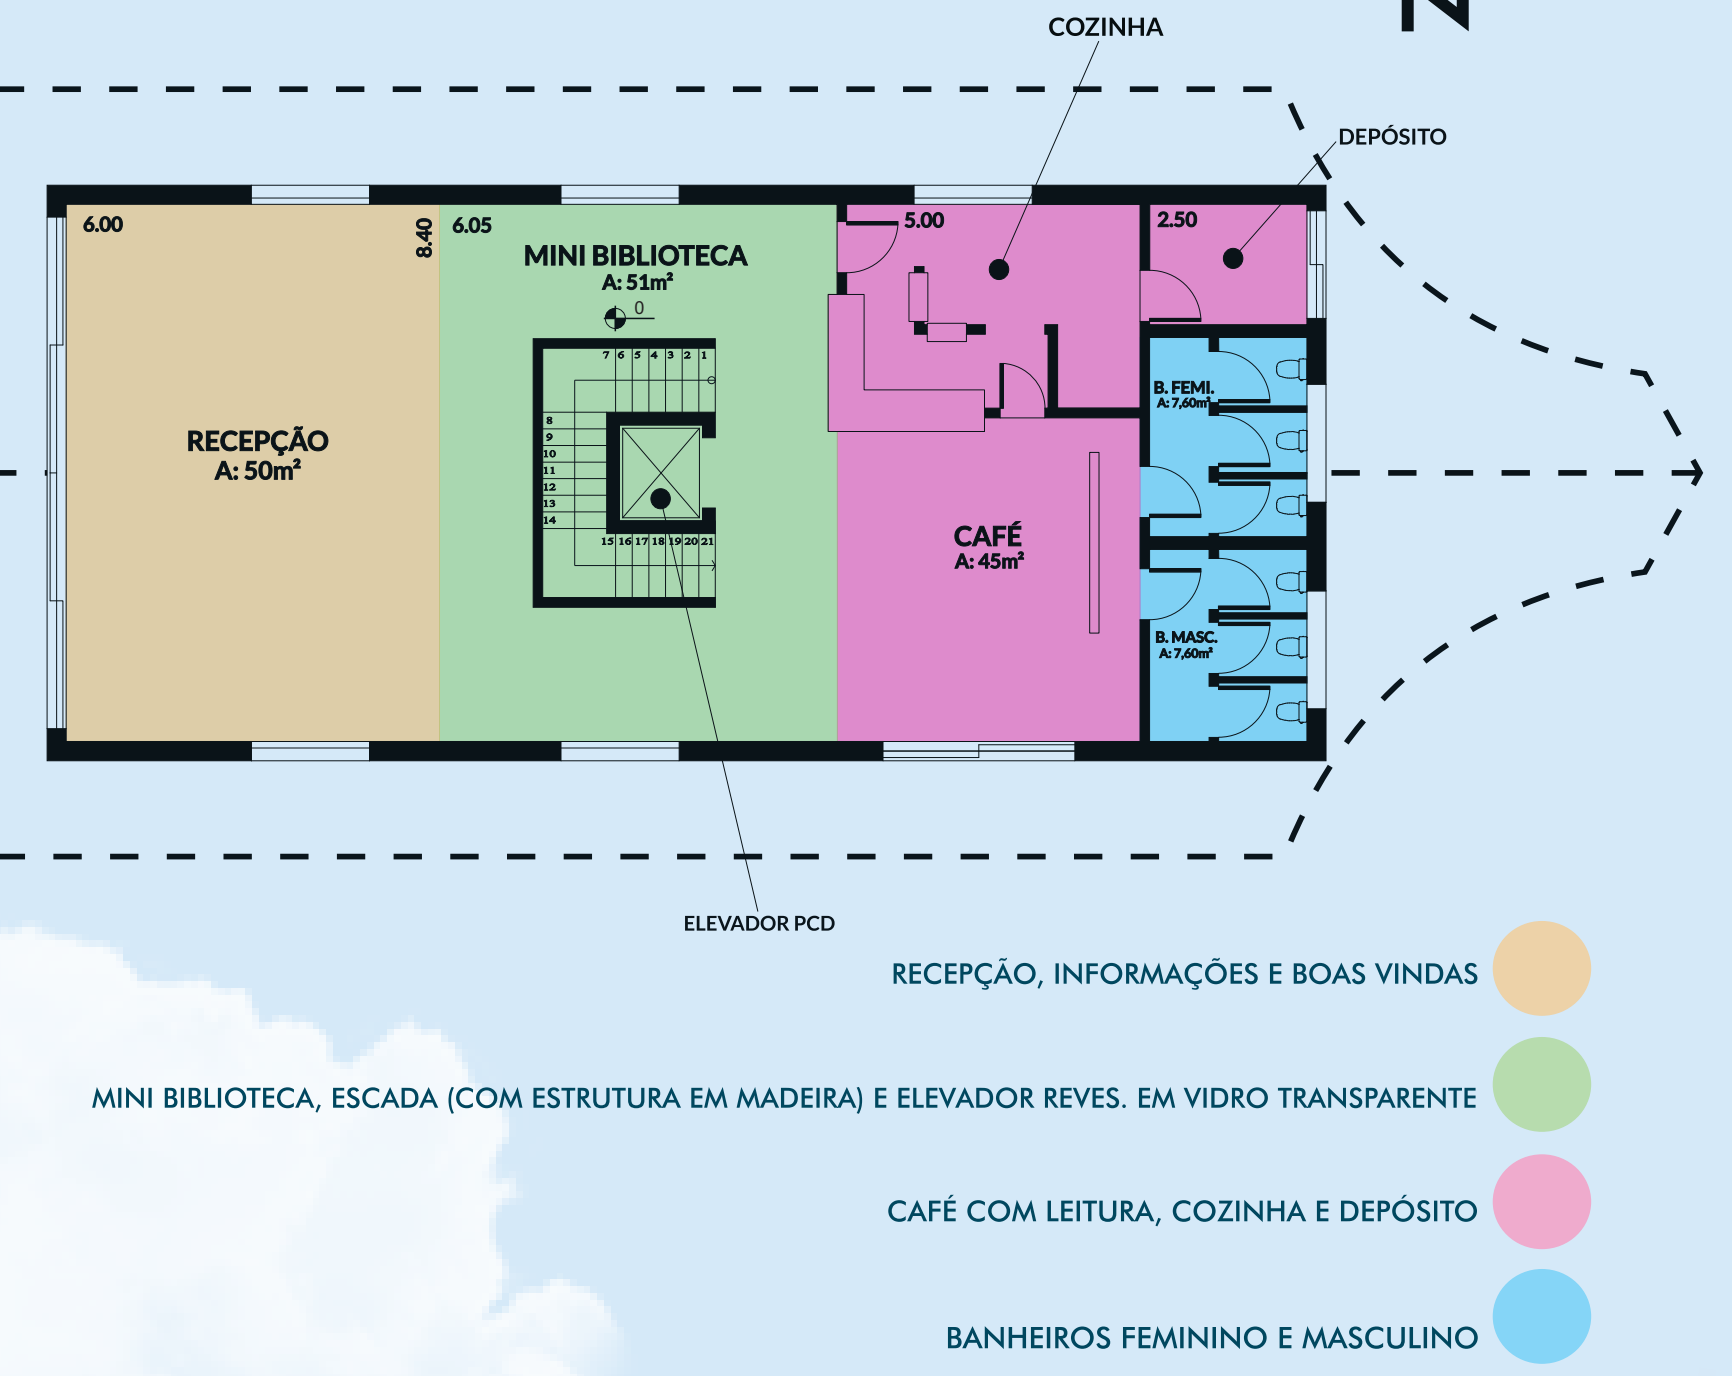 COZINHA
DEPÓSITO
6.00
8.40
6.05
5.00
2.50
MINI BIBLIOTECA
A: 51m²
0
7 6 5 4 3 2 1
8
9
10
11
12
13
14
15 16 17 18 19 20 21
RECEPÇÃO
A: 50m²
B. FEMI.
A: 7,60m²
CAFÉ
A: 45m²
B. MASC.
A: 7,60m²
ELEVADOR PCD
RECEPÇÃO, INFORMAÇÕES E BOAS VINDAS
MINI BIBLIOTECA, ESCADA (COM ESTRUTURA EM MADEIRA) E ELEVADOR REVES. EM VIDRO TRANSPARENTE
CAFÉ COM LEITURA, COZINHA E DEPÓSITO
BANHEIROS FEMININO E MASCULINO